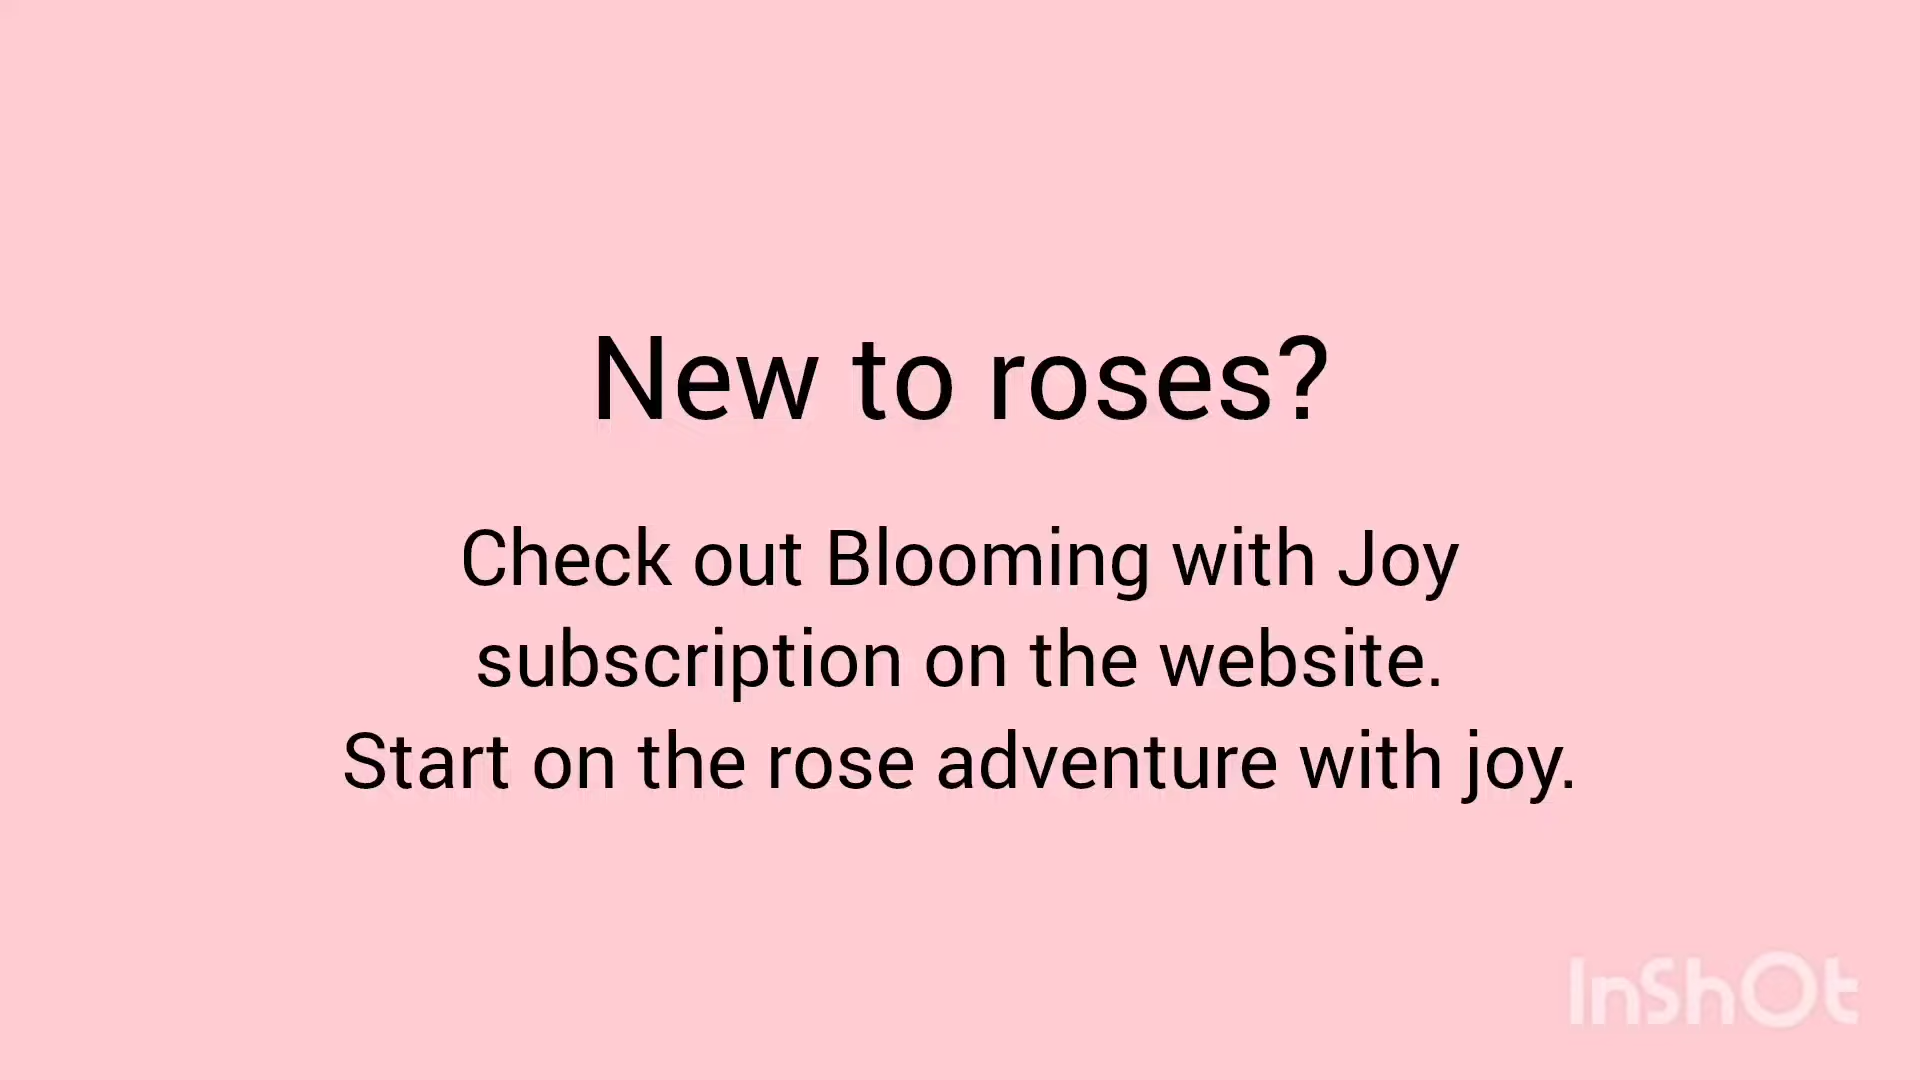 New to roses?
Check out Blooming with Joy
subscription on the website.
Start on the rose adventure with joy.
InShOt